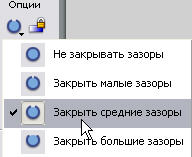 Опции
Не закрывать зазоры
Закрыть малые зазоры
Закрыть средние зазоры
Закрыть большие зазоры